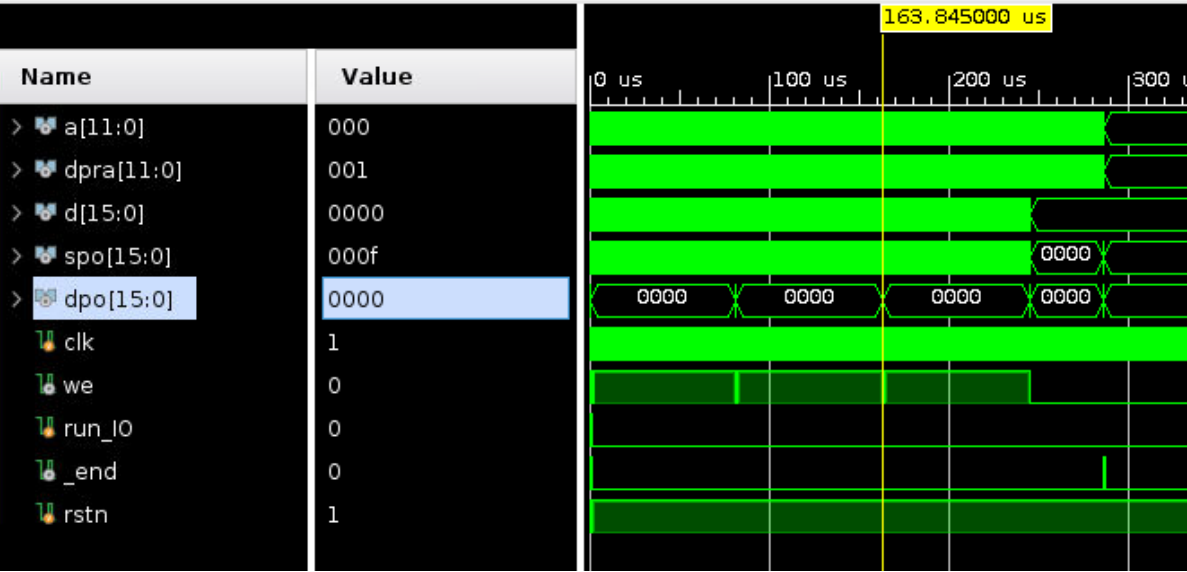 163.845000 us
Name Value 0 us 100 us 200 us 300 u
a[11:0] 000
dpra[11:0] 001
d[15:0] 0000
spo[15:0] 000f 0000
dpo[15:0] 0000 0000 0000 0000 0000
clk 1
we 0
run_IO 0
_end 0
rstn 1